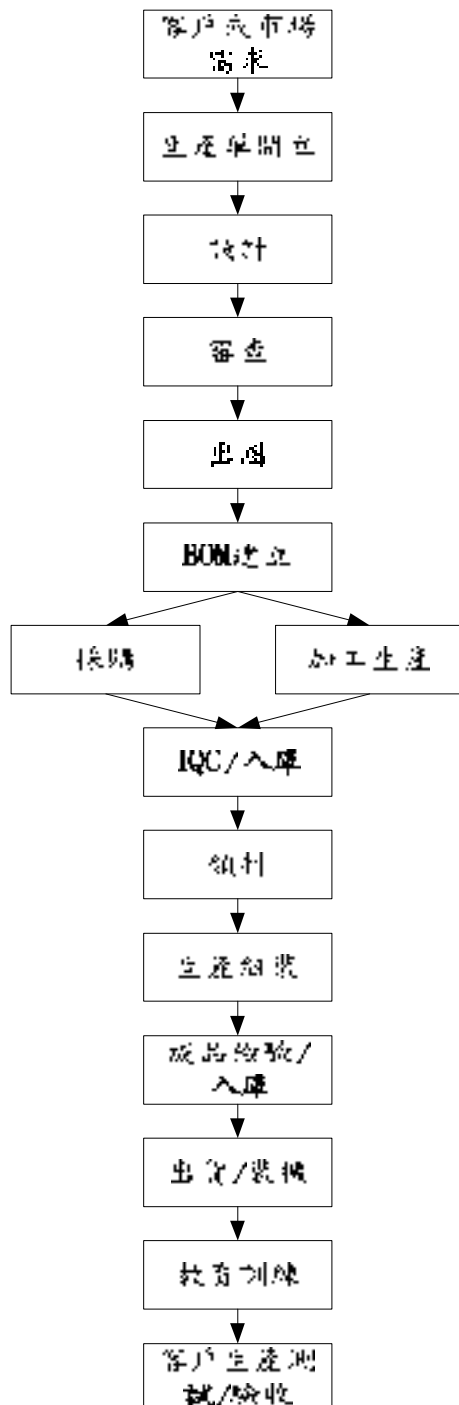 客戶或市場
需求
生產單開立
設計
審查
出圖
BOM建立
採購
加工生產
IQC/入庫
領料
生產組裝
成品檢驗/
入庫
出貨/裝機
教育訓練
客戶生產測
試/驗收